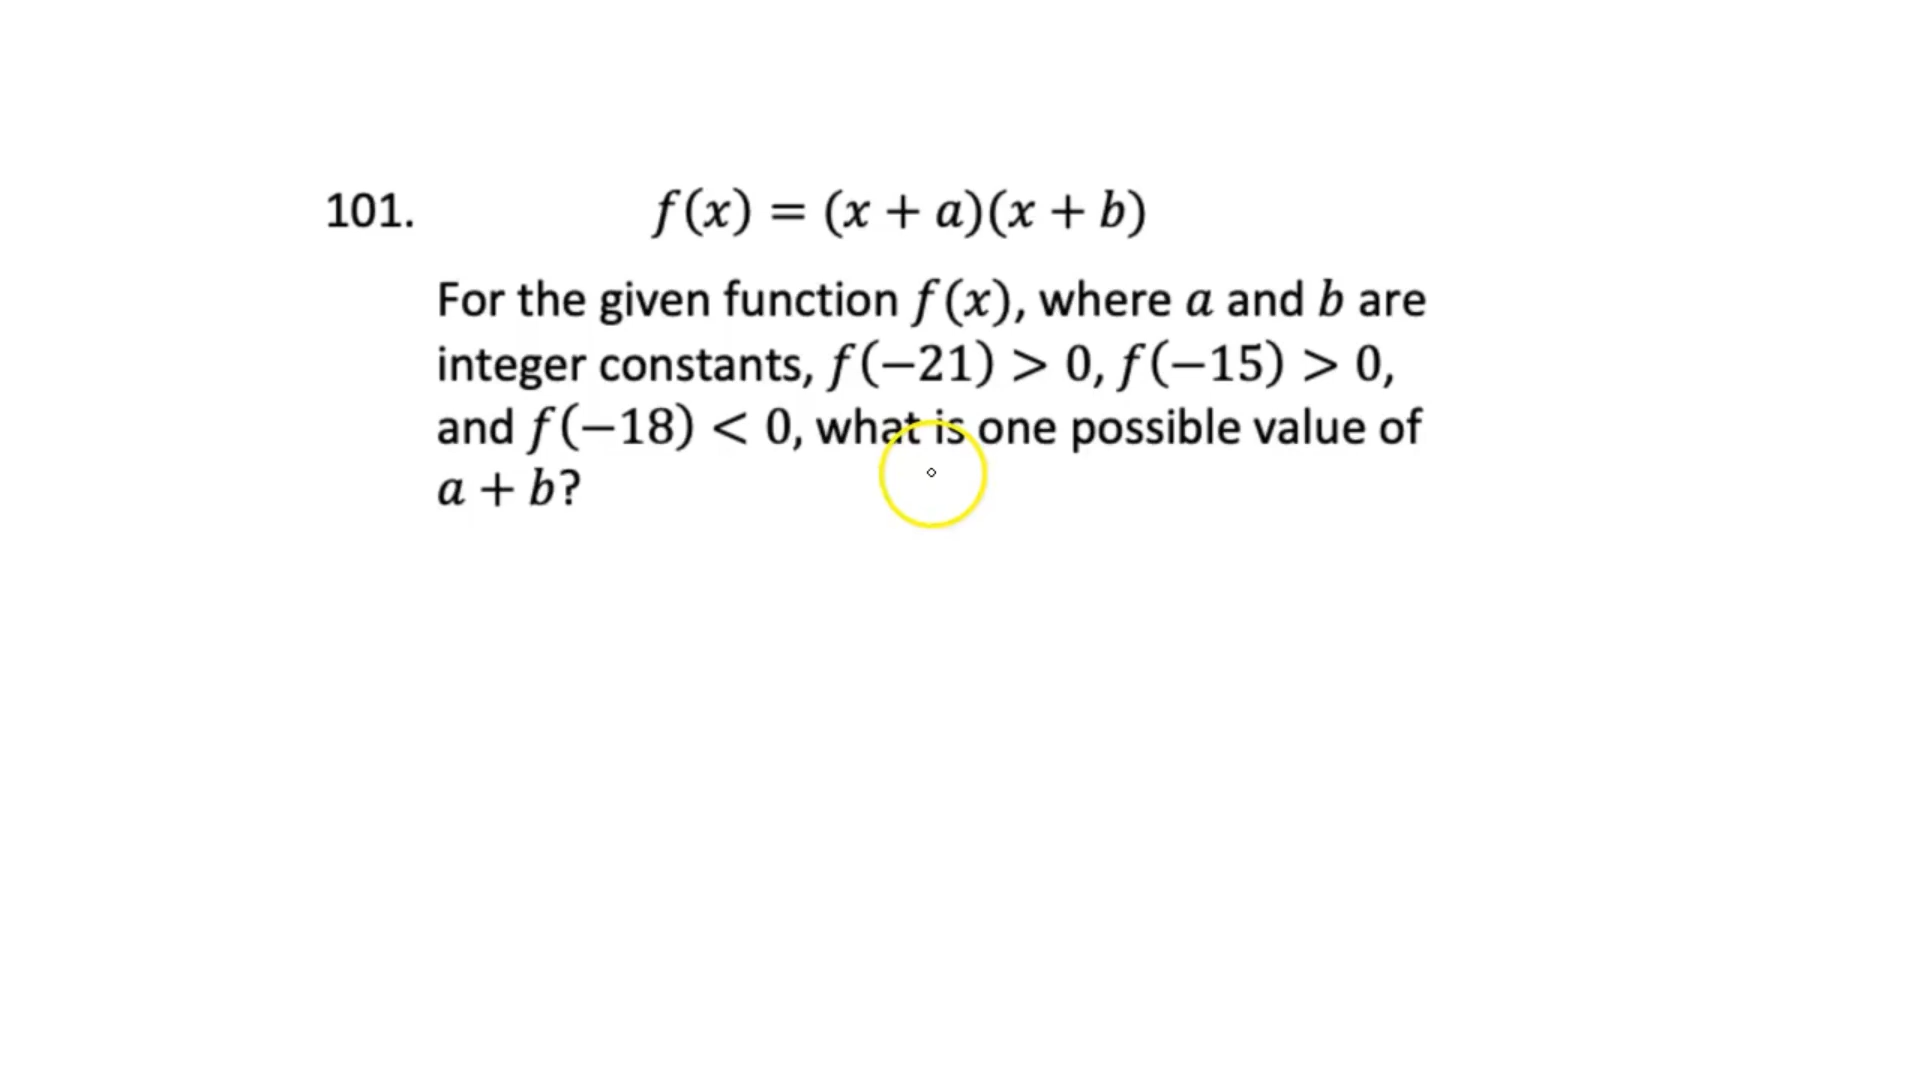 101. f(x) = (x + a)(x + b)
For the given function f(x), where a and b are
integer constants, f(−21) > 0, f(−15) > 0,
and f(−18) < 0, what is one possible value of
a + b?